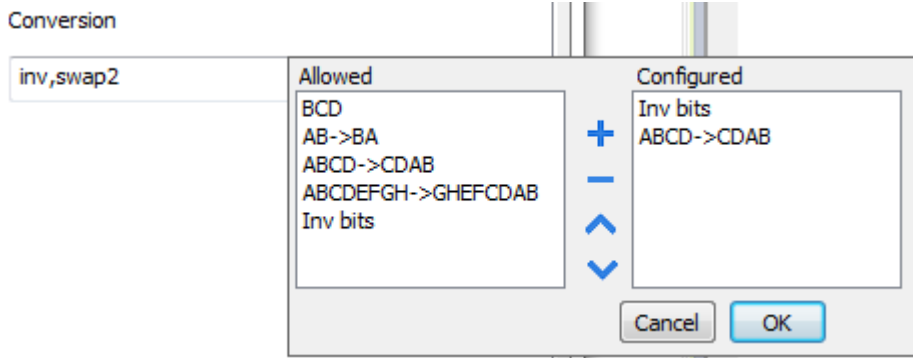 Conversion
inv,swap2
Allowed
BCD
AB->BA
ABCD->CDAB
ABCDEFGH->GHEFCDAB
Inv bits
Configured
Inv bits
ABCD->CDAB
Cancel
OK